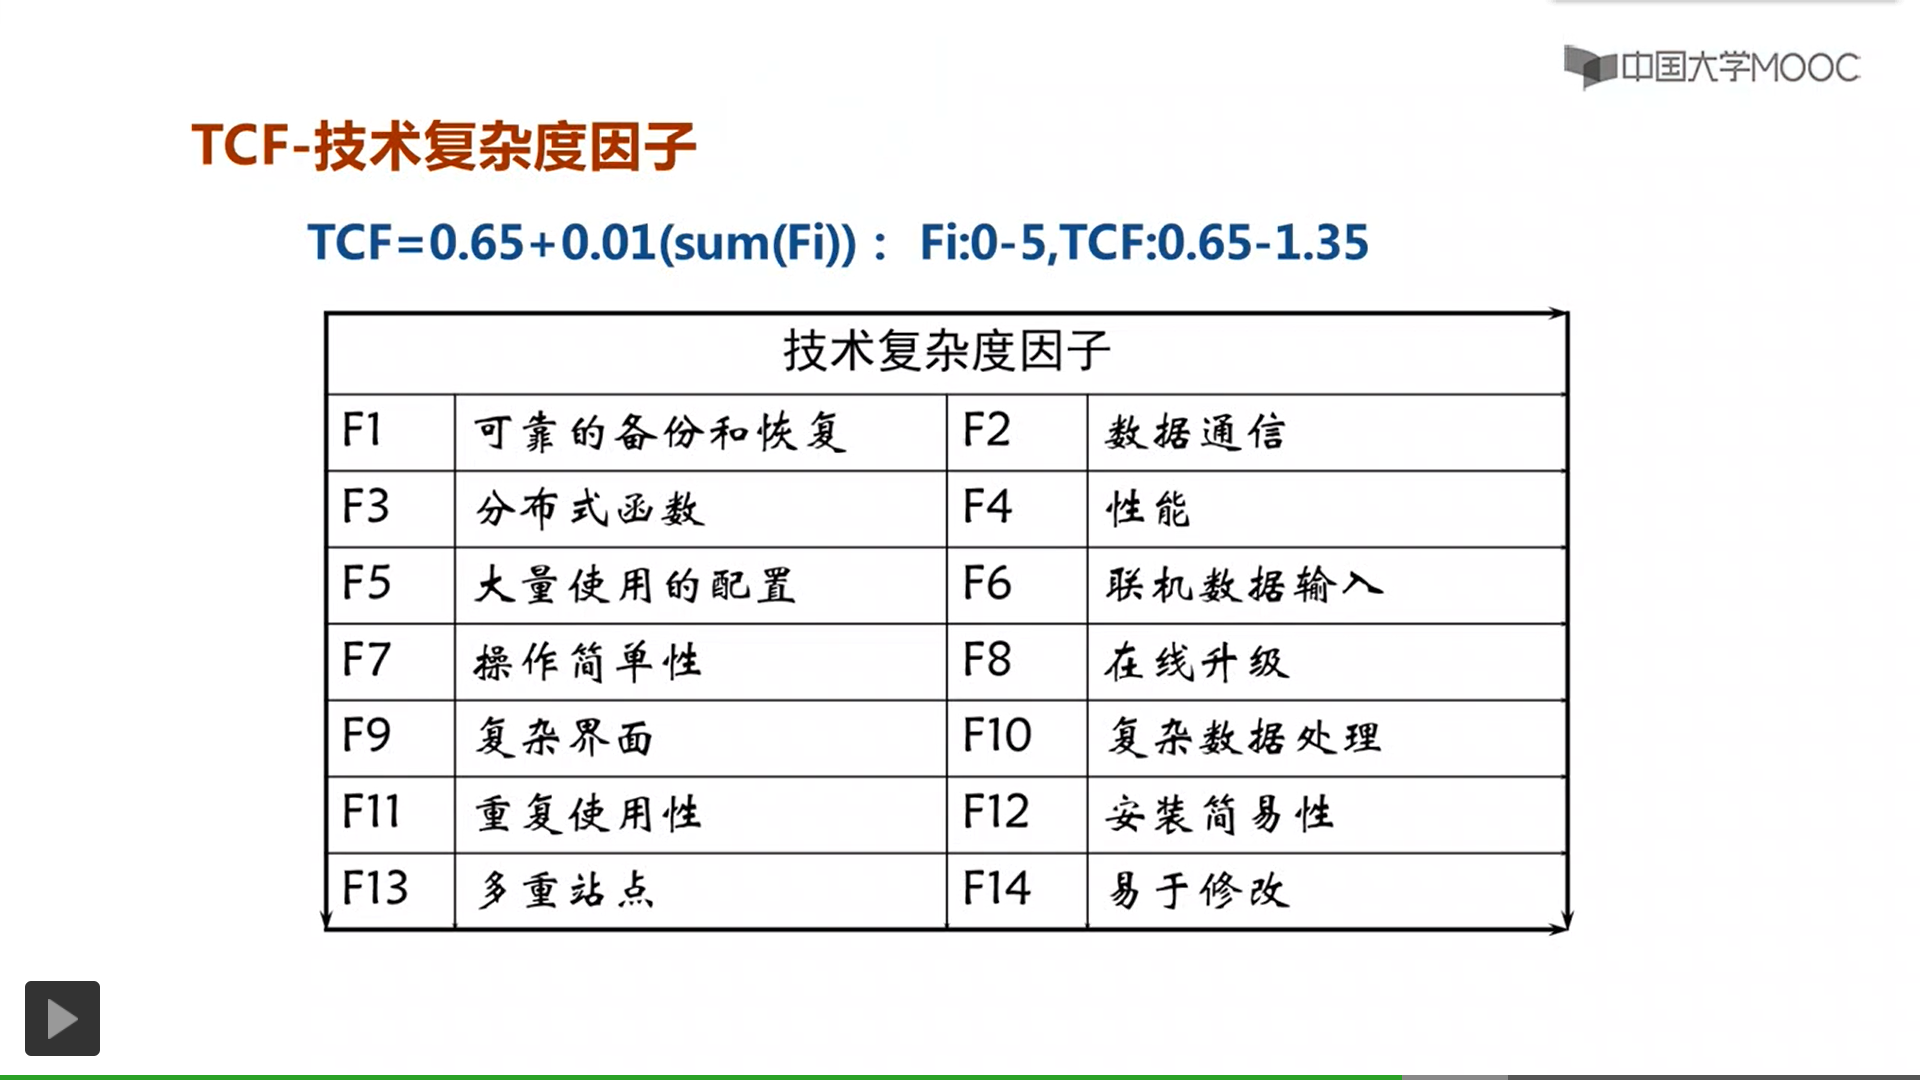 中国大学MOOC
TCF-技术复杂度因子
TCF=0.65+0.01(sum(Fi))： Fi:0-5,TCF:0.65-1.35
技术复杂度因子
F1 可靠的备份和恢复 F2 数据通信
F3 分布式函数 F4 性能
F5 大量使用的配置 F6 联机数据输入
F7 操作简单性 F8 在线升级
F9 复杂界面 F10 复杂数据处理
F11 重复使用性 F12 安装简易性
F13 多重站点 F14 易于修改